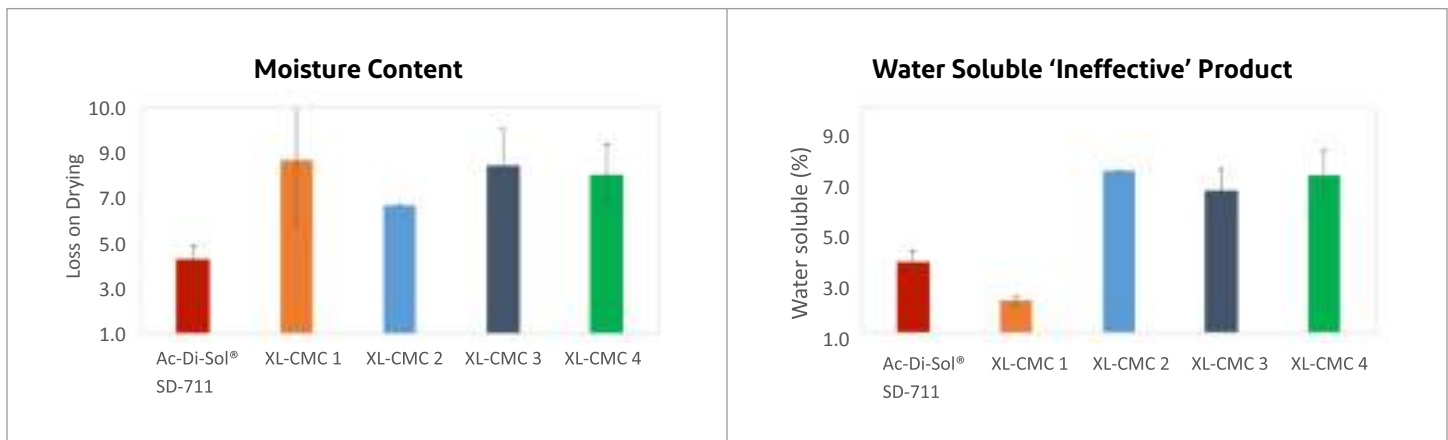 Moisture Content
Loss on Drying
10.0
9.0
7.0
5.0
3.0
1.0
Ac-Di-Sol® XL-CMC 1 XL-CMC 2 XL-CMC 3 XL-CMC 4
SD-711
Water Soluble ‘Ineffective’ Product
Water soluble (%)
9.0
7.0
5.0
3.0
1.0
Ac-Di-Sol® XL-CMC 1 XL-CMC 2 XL-CMC 3 XL-CMC 4
SD-711